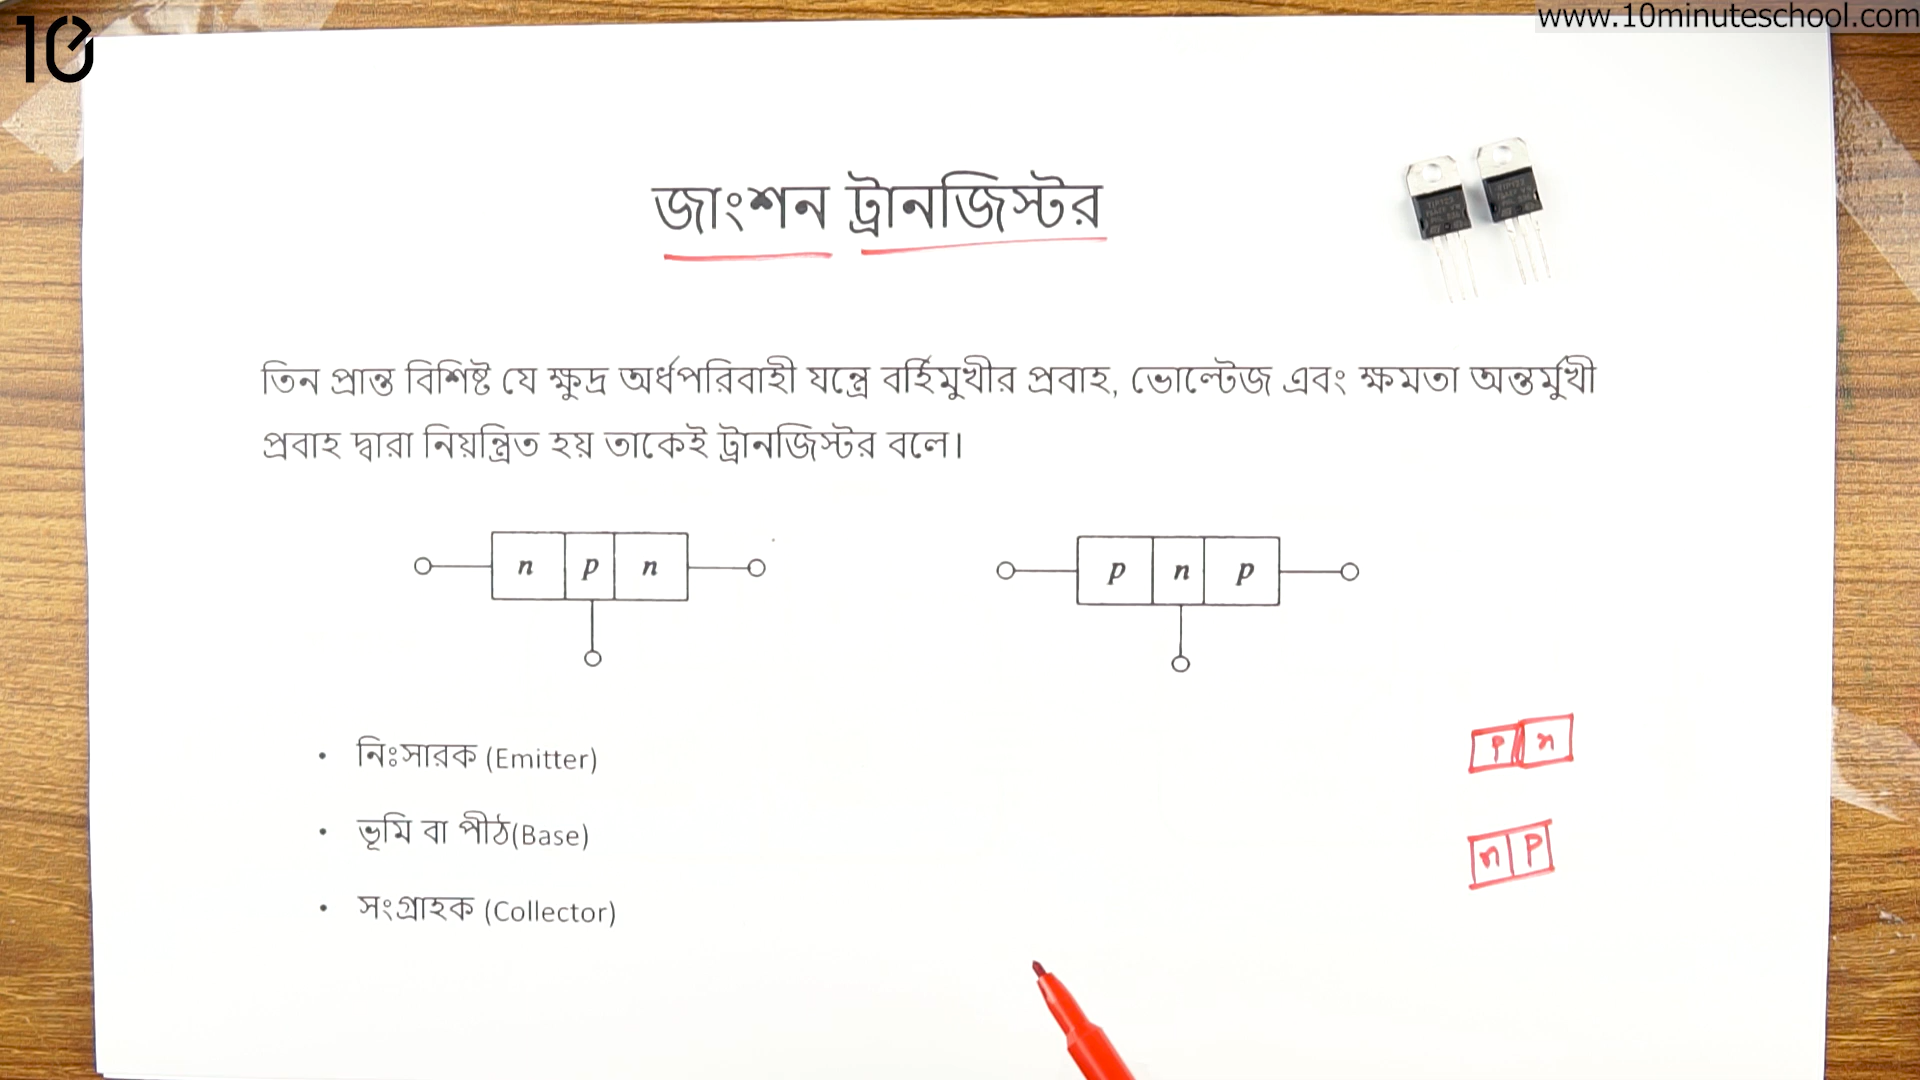 10
www.10minuteschool.com
জাংশন ট্রানজিস্টর
তিন প্রান্ত বিশিষ্ট যে ক্ষুদ্র অর্ধপরিবাহী যন্ত্রে বর্হিমুখীর প্রবাহ, ভোল্টেজ এবং ক্ষমতা অন্তর্মুখী
প্রবাহ দ্বারা নিয়ন্ত্রিত হয় তাকেই ট্রানজিস্টর বলে।
n p n
p n p
• নিঃসারক (Emitter)
• ভূমি বা পীঠ(Base)
• সংগ্রাহক (Collector)
P n
n P